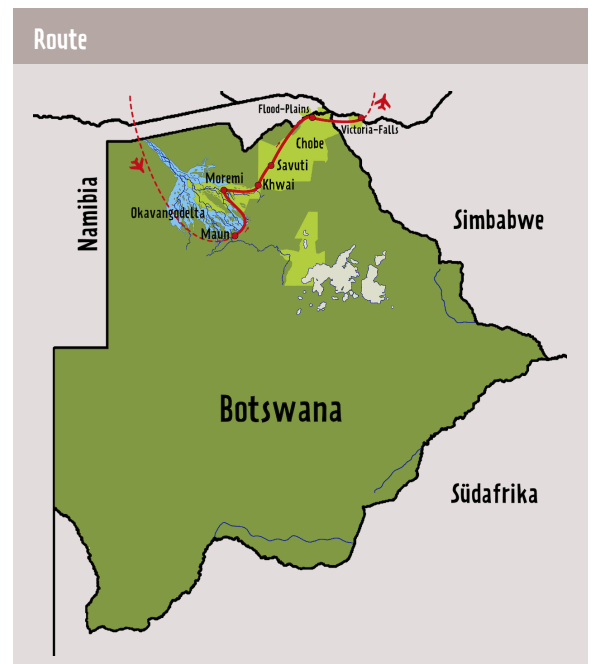 Route
Flood-Plains
Victoria-Falls
Chobe
Savuti
Moremi
Khwai
Namibia
Okavangodelta
Simbabwe
Maun
Botswana
Südafrika